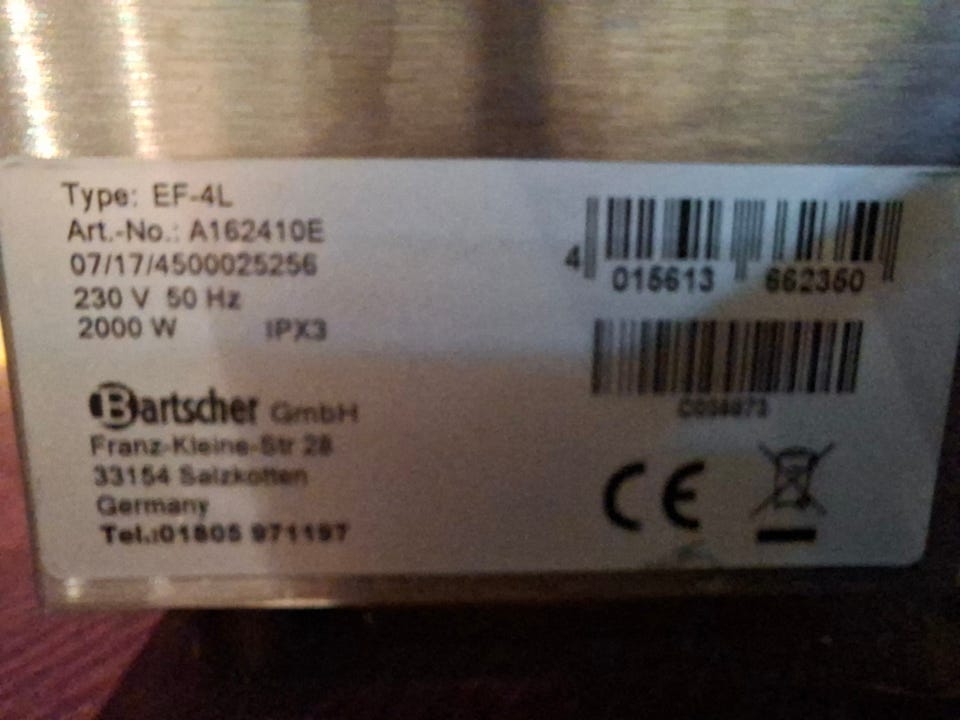 Type: EF-4L
Art.-No.: A162410E
07/17/4500025256
230 V 50 Hz
2000 W IPX3
Bartscher GmbH
Franz-Kleine-Str 28
33154 Salzkotten
Germany
Tel.:01805 971197
4 015613 662350
CE